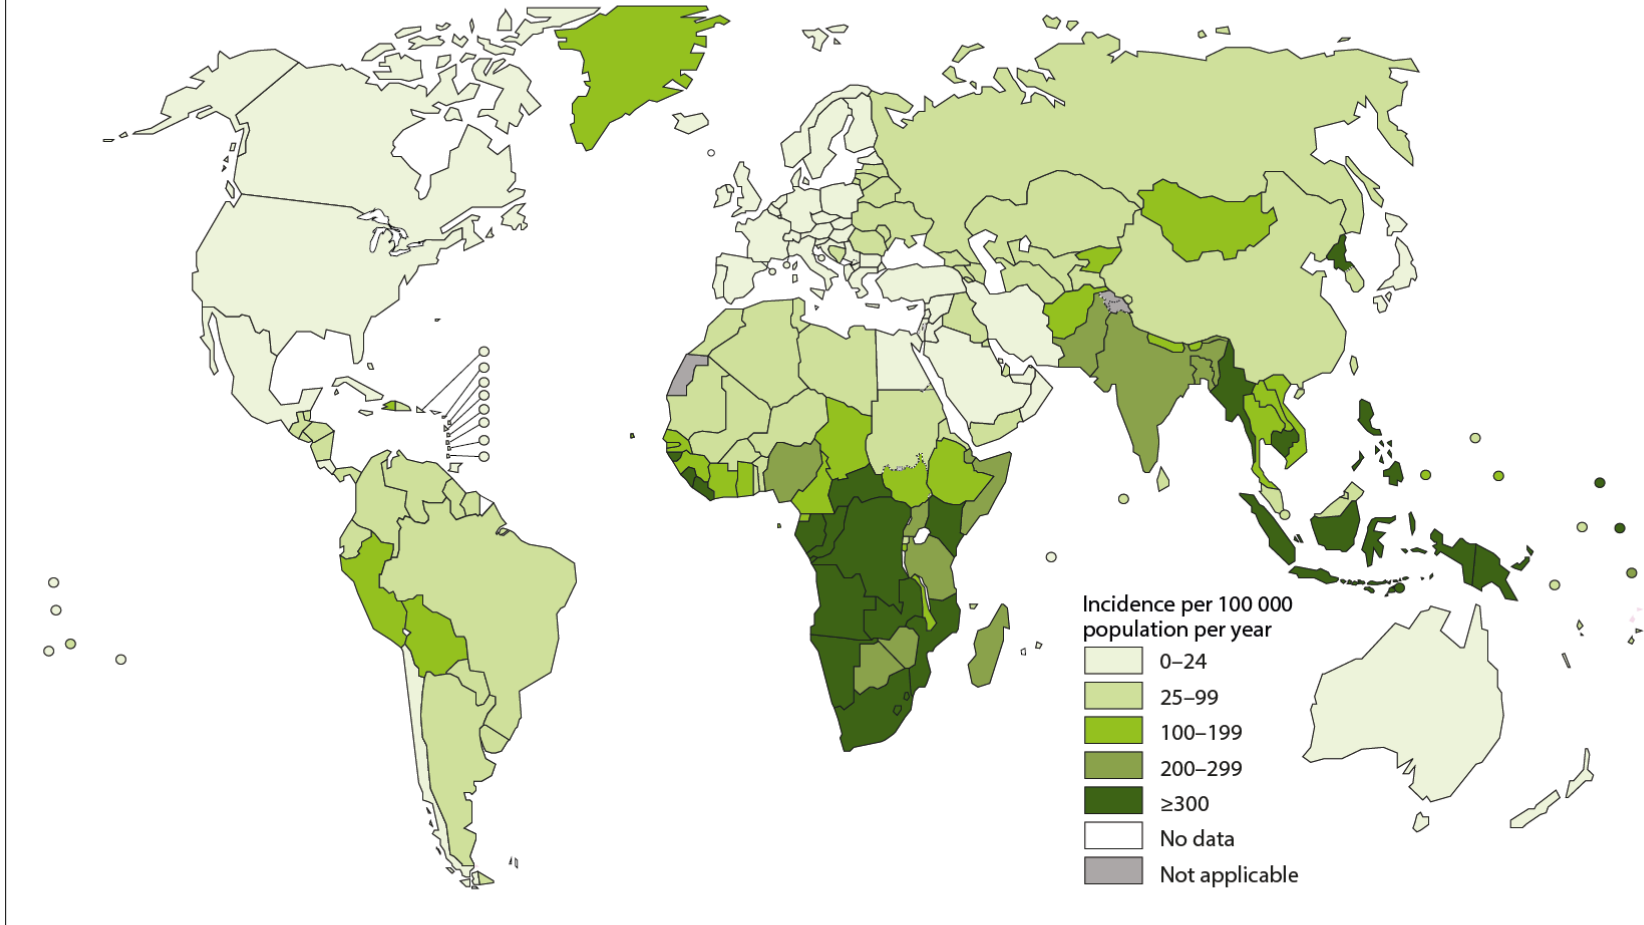 Incidence per 100 000
population per year
0–24
25–99
100–199
200–299
≥300
No data
Not applicable